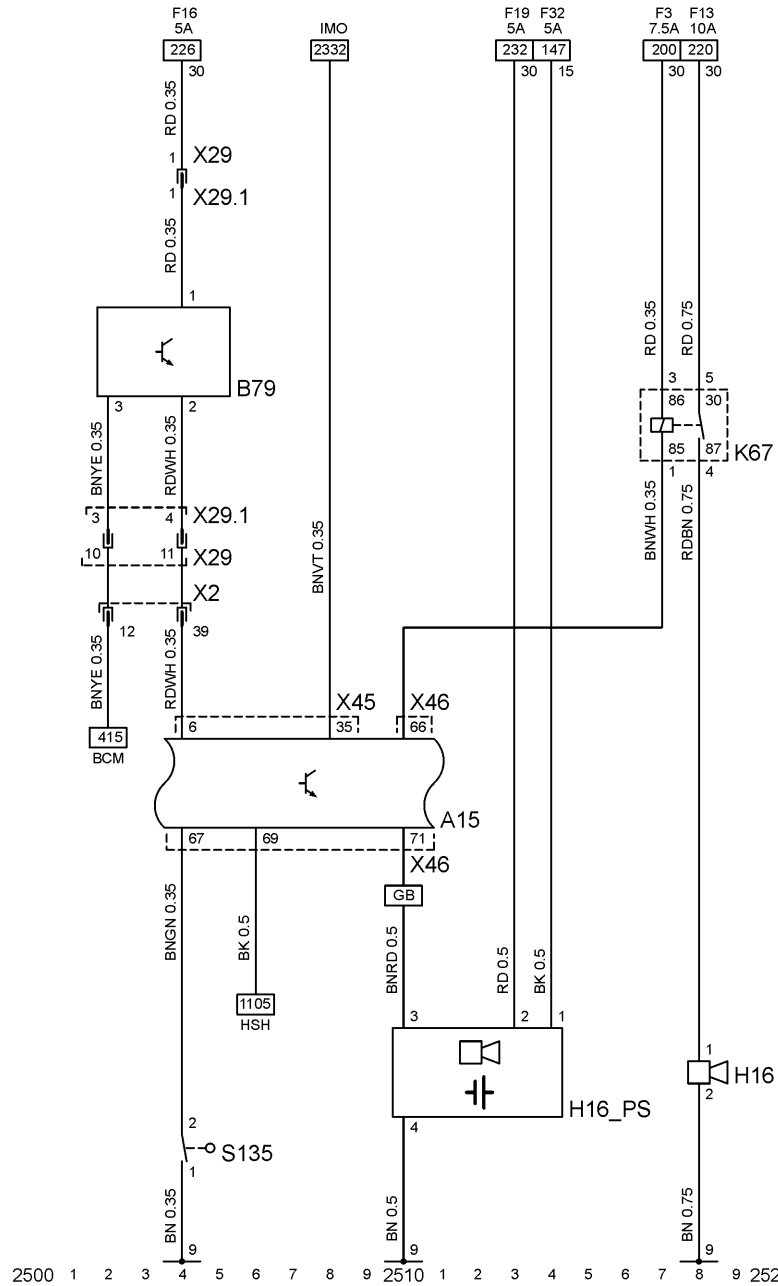 F16 F19 F32 F3 F13
5A IMO 5A 5A 7.5A 10A
226 2332 232 147 200 220
30 30 15 30 30
RD 0.35
1 X29
1 X29.1
RD 0.35
1
RD 0.35 RD 0.75
3 5
86 30
B79
3 2
85 87 K67
1 4
BNYE 0.35 RDWH 0.35
BNVT 0.35
BNWH 0.35 RDBN 0.75
3 4 X29.1
10 11 X29
X2
12 39
BNYE 0.35 RDWH 0.35
X45 X46
6 35 66
415
BCM
A15
67 69 71
X46
GB
BNGN 0.35 BK 0.5 BNRD 0.5 RD 0.5 BK 0.5
1105
HSH
3 2 1
1
H16
2
H16_PS
4
2
S135
1
BN 0.35 BN 0.5 BN 0.75
9 9 9
2500 1 2 3 4 5 6 7 8 9 2510 1 2 3 4 5 6 7 8 9 252